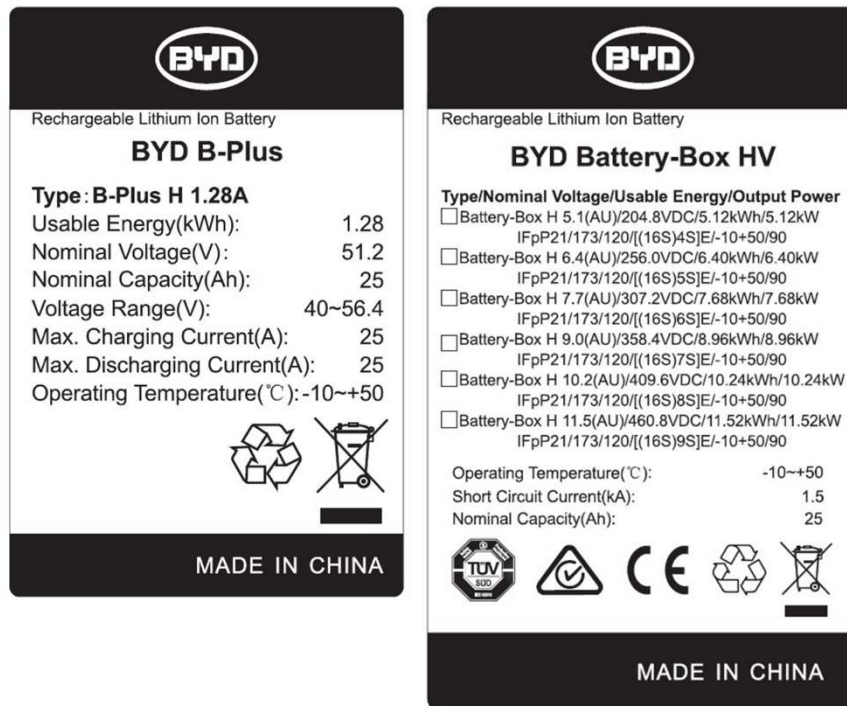 BYD
Rechargeable Lithium Ion Battery
BYD B-Plus
Type:B-Plus H 1.28A
Usable Energy(kWh): 1.28
Nominal Voltage(V): 51.2
Nominal Capacity(Ah): 25
Voltage Range(V): 40~56.4
Max. Charging Current(A): 25
Max. Discharging Current(A): 25
Operating Temperature(℃):-10~+50
MADE IN CHINA
BYD
Rechargeable Lithium Ion Battery
BYD Battery-Box HV
Type/Nominal Voltage/Usable Energy/Output Power
Battery-Box H 5.1(AU)/204.8VDC/5.12kWh/5.12kW
IFpP21/173/120/[(16S)4S]E/-10+50/90
Battery-Box H 6.4(AU)/256.0VDC/6.40kWh/6.40kW
IFpP21/173/120/[(16S)5S]E/-10+50/90
Battery-Box H 7.7(AU)/307.2VDC/7.68kWh/7.68kW
IFpP21/173/120/[(16S)6S]E/-10+50/90
Battery-Box H 9.0(AU)/358.4VDC/8.96kWh/8.96kW
IFpP21/173/120/[(16S)7S]E/-10+50/90
Battery-Box H 10.2(AU)/409.6VDC/10.24kWh/10.24kW
IFpP21/173/120/[(16S)8S]E/-10+50/90
Battery-Box H 11.5(AU)/460.8VDC/11.52kWh/11.52kW
IFpP21/173/120/[(16S)9S]E/-10+50/90
Operating Temperature(℃): -10~+50
Short Circuit Current(kA): 1.5
Nominal Capacity(Ah): 25
TÜV
SÜD
CE
MADE IN CHINA